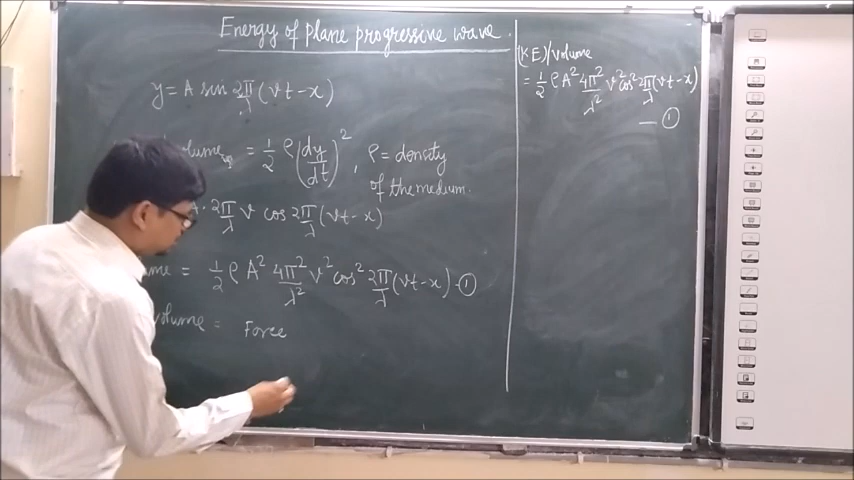 Energy of plane progressive wave.
y = A sin 2π/λ (vt - x)
volume = 1/2 ρ (dy/dt)², ρ = density
of the medium.
A. 2π/λ v cos 2π/λ (vt - x)
me = 1/2 ρ A² 4π²/λ² v² cos² 2π/λ (vt - x) - ①
volume = Force
(KE)/volume
= 1/2 ρ A² 4π²/λ² v² cos² 2π/λ (vt - x)
— ①